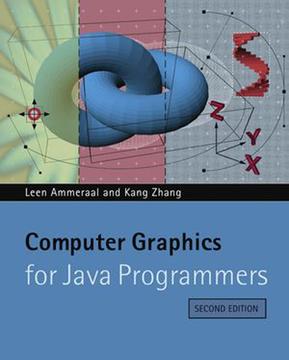 Z
Y
X
Leen Ammeraal and Kang Zhang
Computer Graphics
for Java Programmers
SECOND EDITION